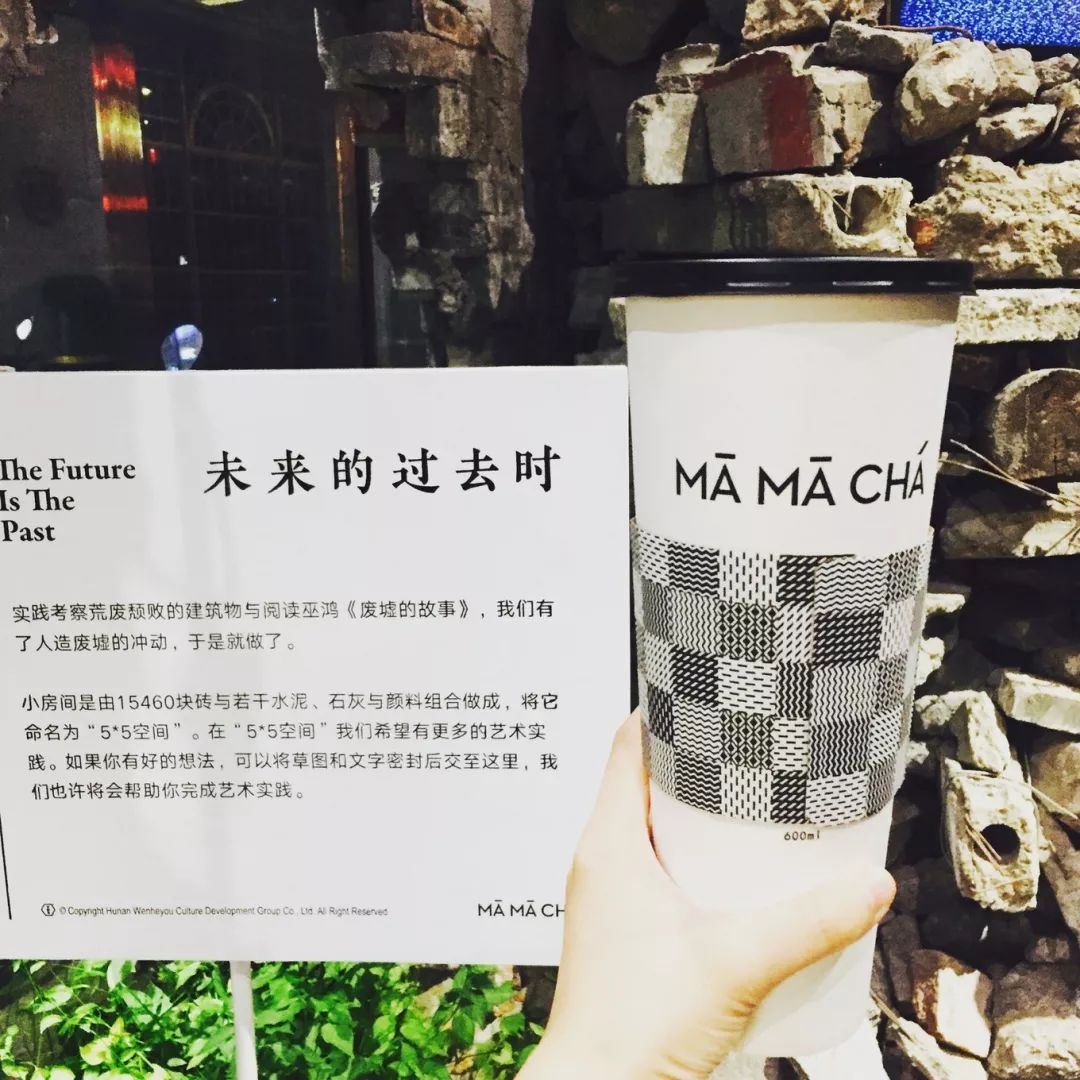 The Future
Is The
Past
未来的过去时
实践考察荒废颓败的建筑物与阅读巫鸿《废墟的故事》，我们有
了人造废墟的冲动，于是就做了。
小房间是由15460块砖与若干水泥、石灰与颜料组合做成，将它
命名为“5*5空间”。在“5*5空间”我们希望有更多的艺术实
践。如果你有好的想法，可以将草图和文字密封后交至这里，我
们也许将会帮助你完成艺术实践。
© Copyright Hunan Wenheyou Culture Development Group Co., Ltd. All Right Reserved
MĀ MĀ CH
MĀ MĀ CHÁ
600ml